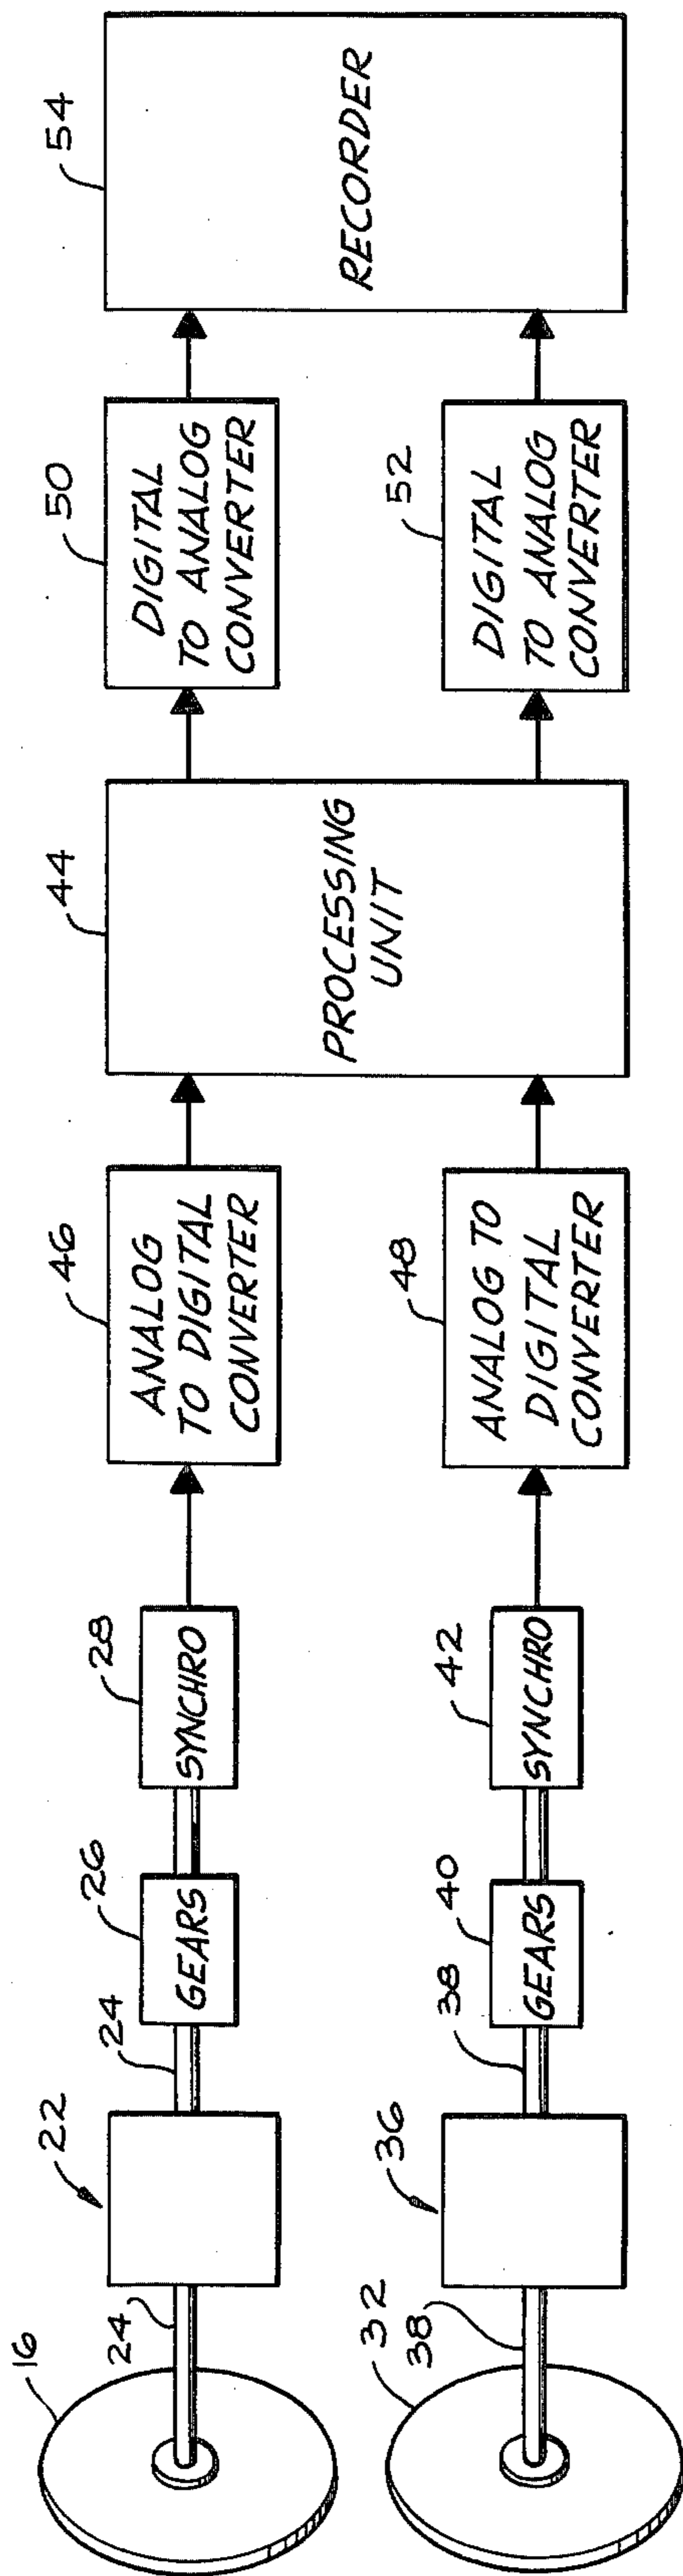 16
24
22
24
26
GEARS
28
SYNCHRO
46
ANALOG
TO DIGITAL
CONVERTER
44
PROCESSING
UNIT
50
DIGITAL
TO ANALOG
CONVERTER
54
RECORDER
32
38
36
38
40
GEARS
42
SYNCHRO
48
ANALOG TO
DIGITAL
CONVERTER
52
DIGITAL
TO ANALOG
CONVERTER